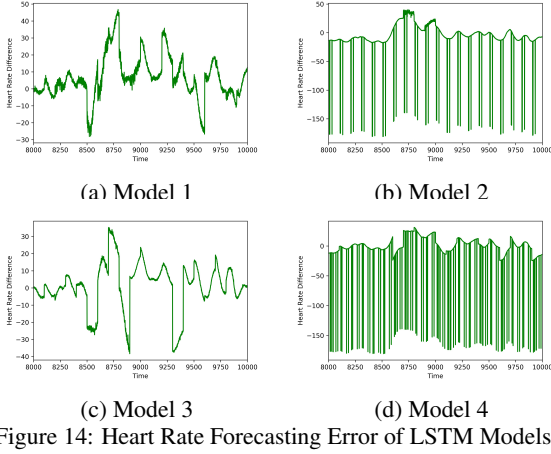 50
40
30
20
10
0
−10
−20
−30
Heart Rate Difference
8000 8250 8500 8750 9000 9250 9500 9750 10000
Time
(a) Model 1
50
0
−50
−100
−150
Heart Rate Difference
8000 8250 8500 8750 9000 9250 9500 9750 10000
Time
(b) Model 2
30
20
10
0
−10
−20
−30
−40
Heart Rate Difference
8000 8250 8500 8750 9000 9250 9500 9750 10000
Time
(c) Model 3
0
−50
−100
−150
Heart Rate Difference
8000 8250 8500 8750 9000 9250 9500 9750 10000
Time
(d) Model 4
Figure 14: Heart Rate Forecasting Error of LSTM Models